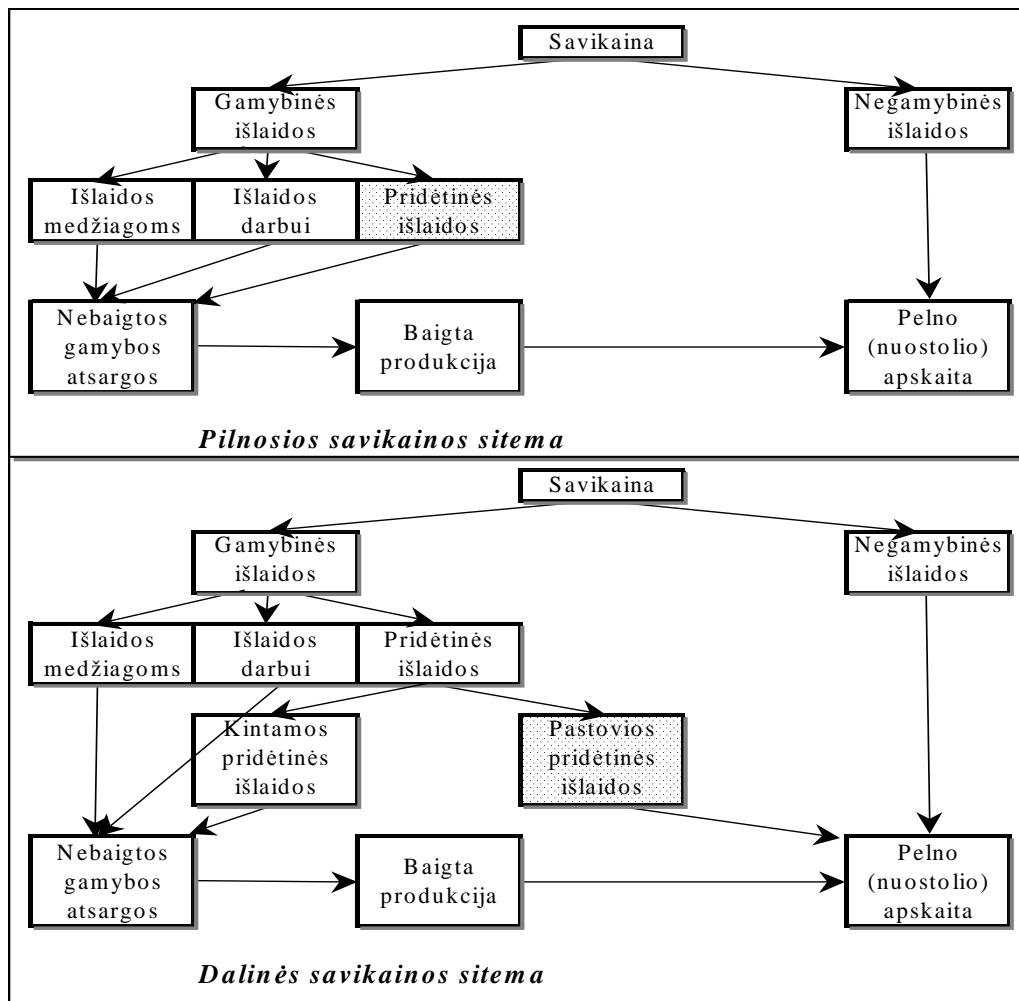 Savikaina
Gamybinės
išlaidos
Negamybinės
išlaidos
Išlaidos
medžiagoms
Išlaidos
darbui
Pridėtinės
išlaidos
Nebaigtos
gamybos
atsargos
Baigta
produkcija
Pelno
(nuostolio)
apskaita
Pilnosios savikainos sitema
Savikaina
Gamybinės
išlaidos
Negamybinės
išlaidos
Išlaidos
medžiagoms
Išlaidos
darbui
Pridėtinės
išlaidos
Kintamos
pridėtinės
išlaidos
Pastovios
pridėtinės
išlaidos
Nebaigtos
gamybos
atsargos
Baigta
produkcija
Pelno
(nuostolio)
apskaita
Dalinės savikainos sitema